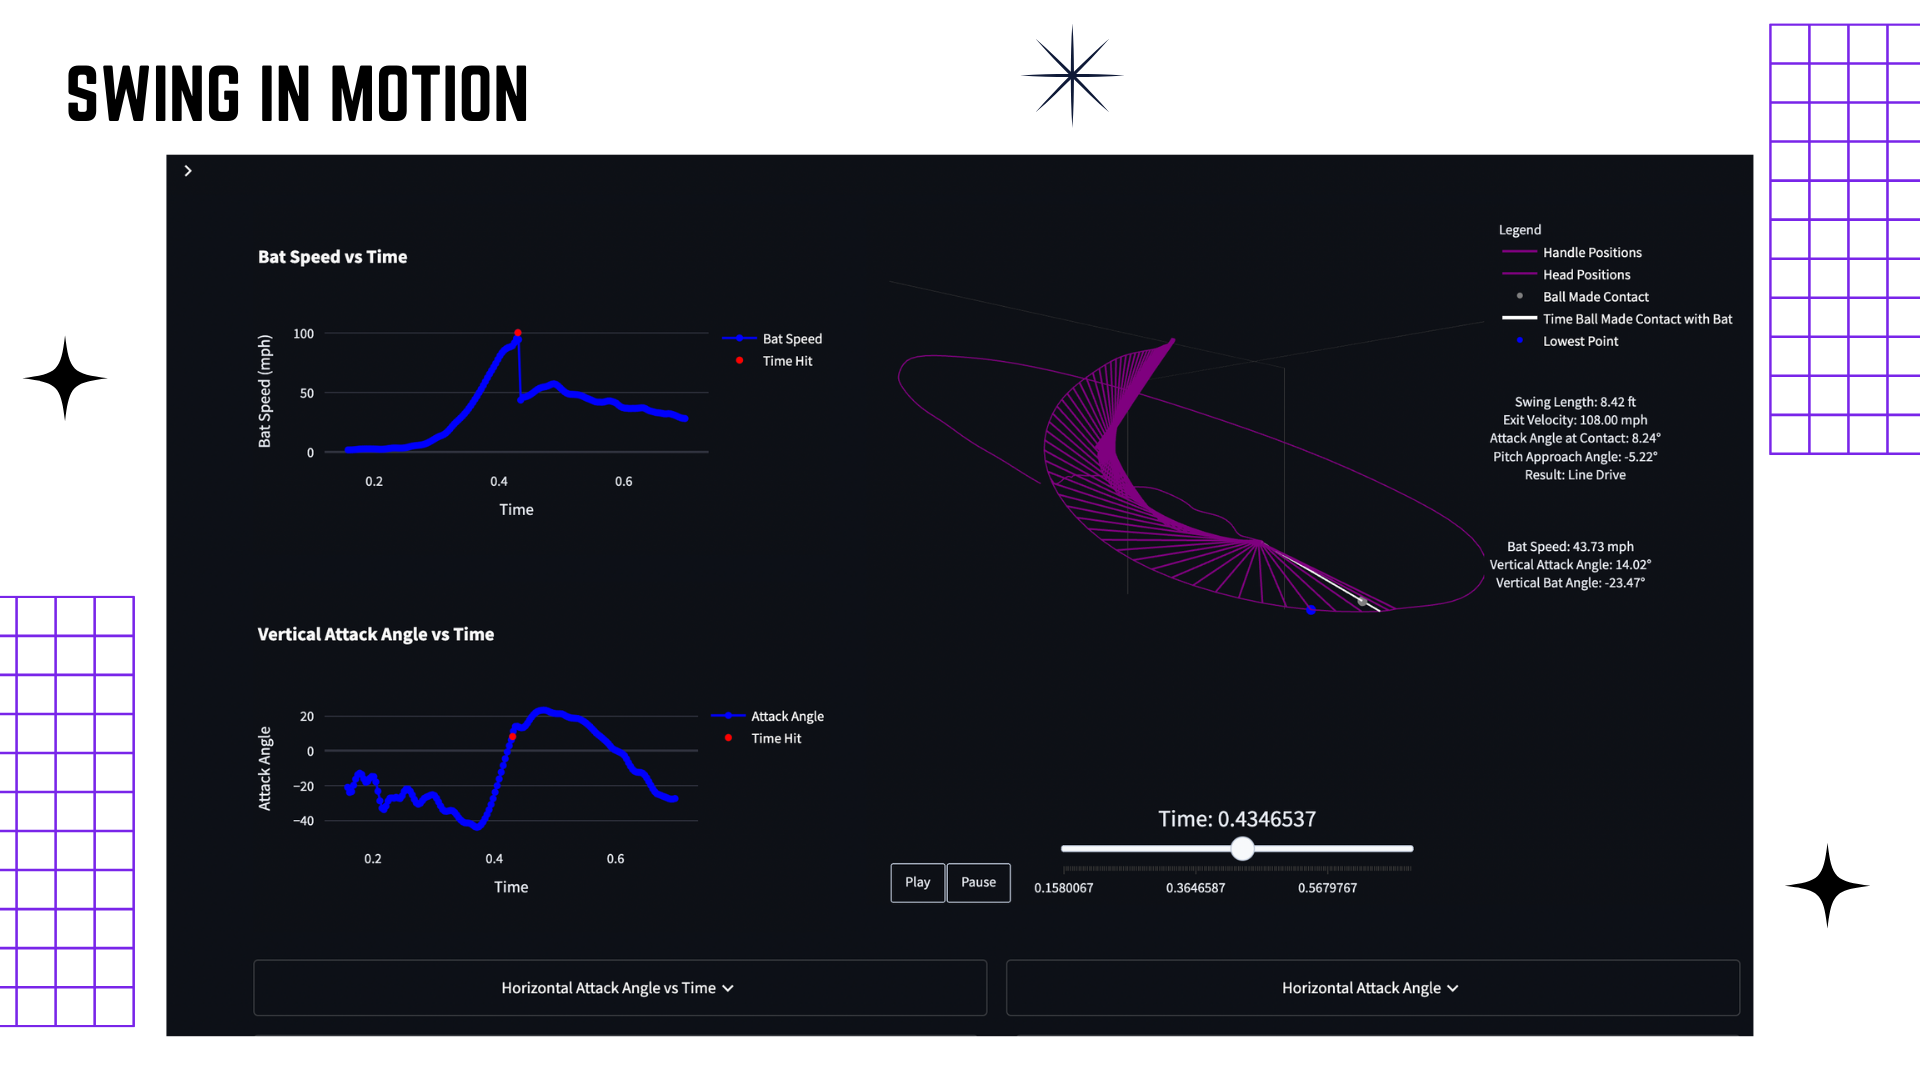 SWING IN MOTION
Bat Speed vs Time
100
50
0
Bat Speed (mph)
0.2
0.4
0.6
Time
Bat Speed
Time Hit
Vertical Attack Angle vs Time
20
0
−20
−40
Attack Angle
0.2
0.4
0.6
Time
Attack Angle
Time Hit
Legend
Handle Positions
Head Positions
Ball Made Contact
Time Ball Made Contact with Bat
Lowest Point
Swing Length: 8.42 ft
Exit Velocity: 108.00 mph
Attack Angle at Contact: 8.24°
Pitch Approach Angle: -5.22°
Result: Line Drive
Bat Speed: 43.73 mph
Vertical Attack Angle: 14.02°
Vertical Bat Angle: -23.47°
Time: 0.4346537
Play
Pause
0.1580067
0.3646587
0.5679767
Horizontal Attack Angle vs Time
Horizontal Attack Angle